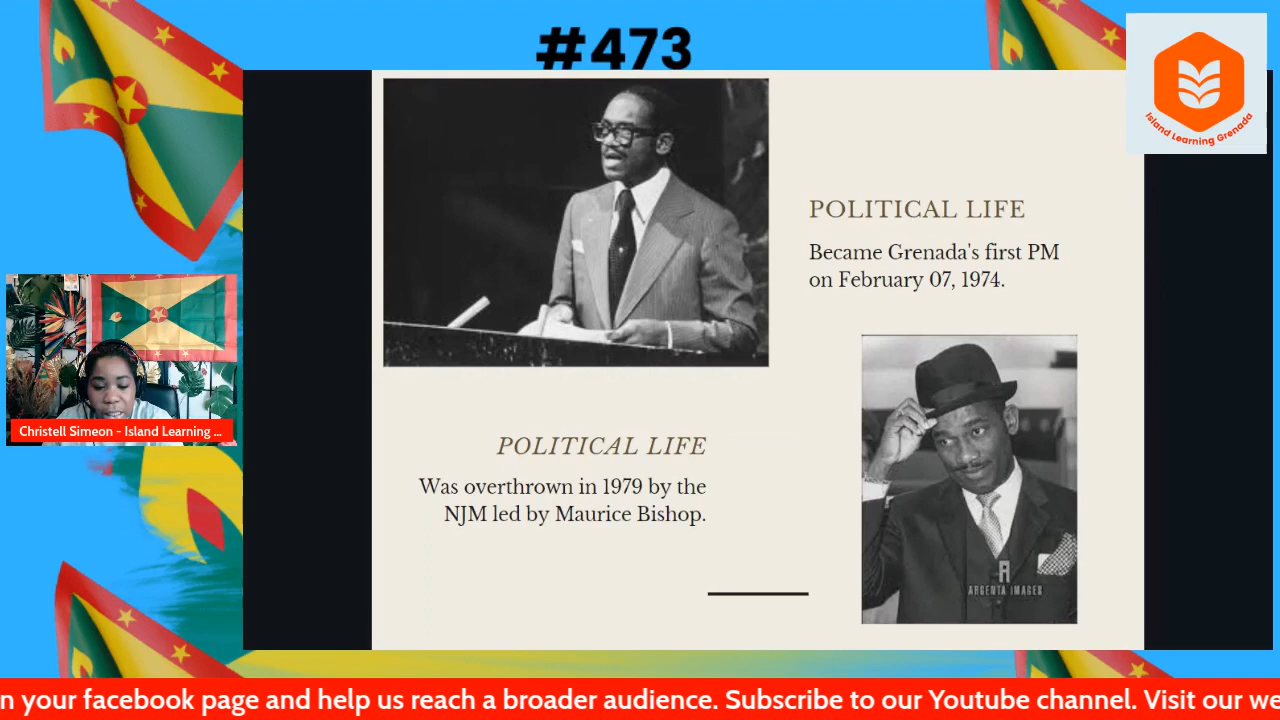 #473
Island Learning Grenada
POLITICAL LIFE
Became Grenada's first PM
on February 07, 1974.
POLITICAL LIFE
Was overthrown in 1979 by the
NJM led by Maurice Bishop.
ARGENTA IMAGES
Christell Simeon - Island Learning ...
n your facebook page and help us reach a broader audience. Subscribe to our Youtube channel. Visit our we